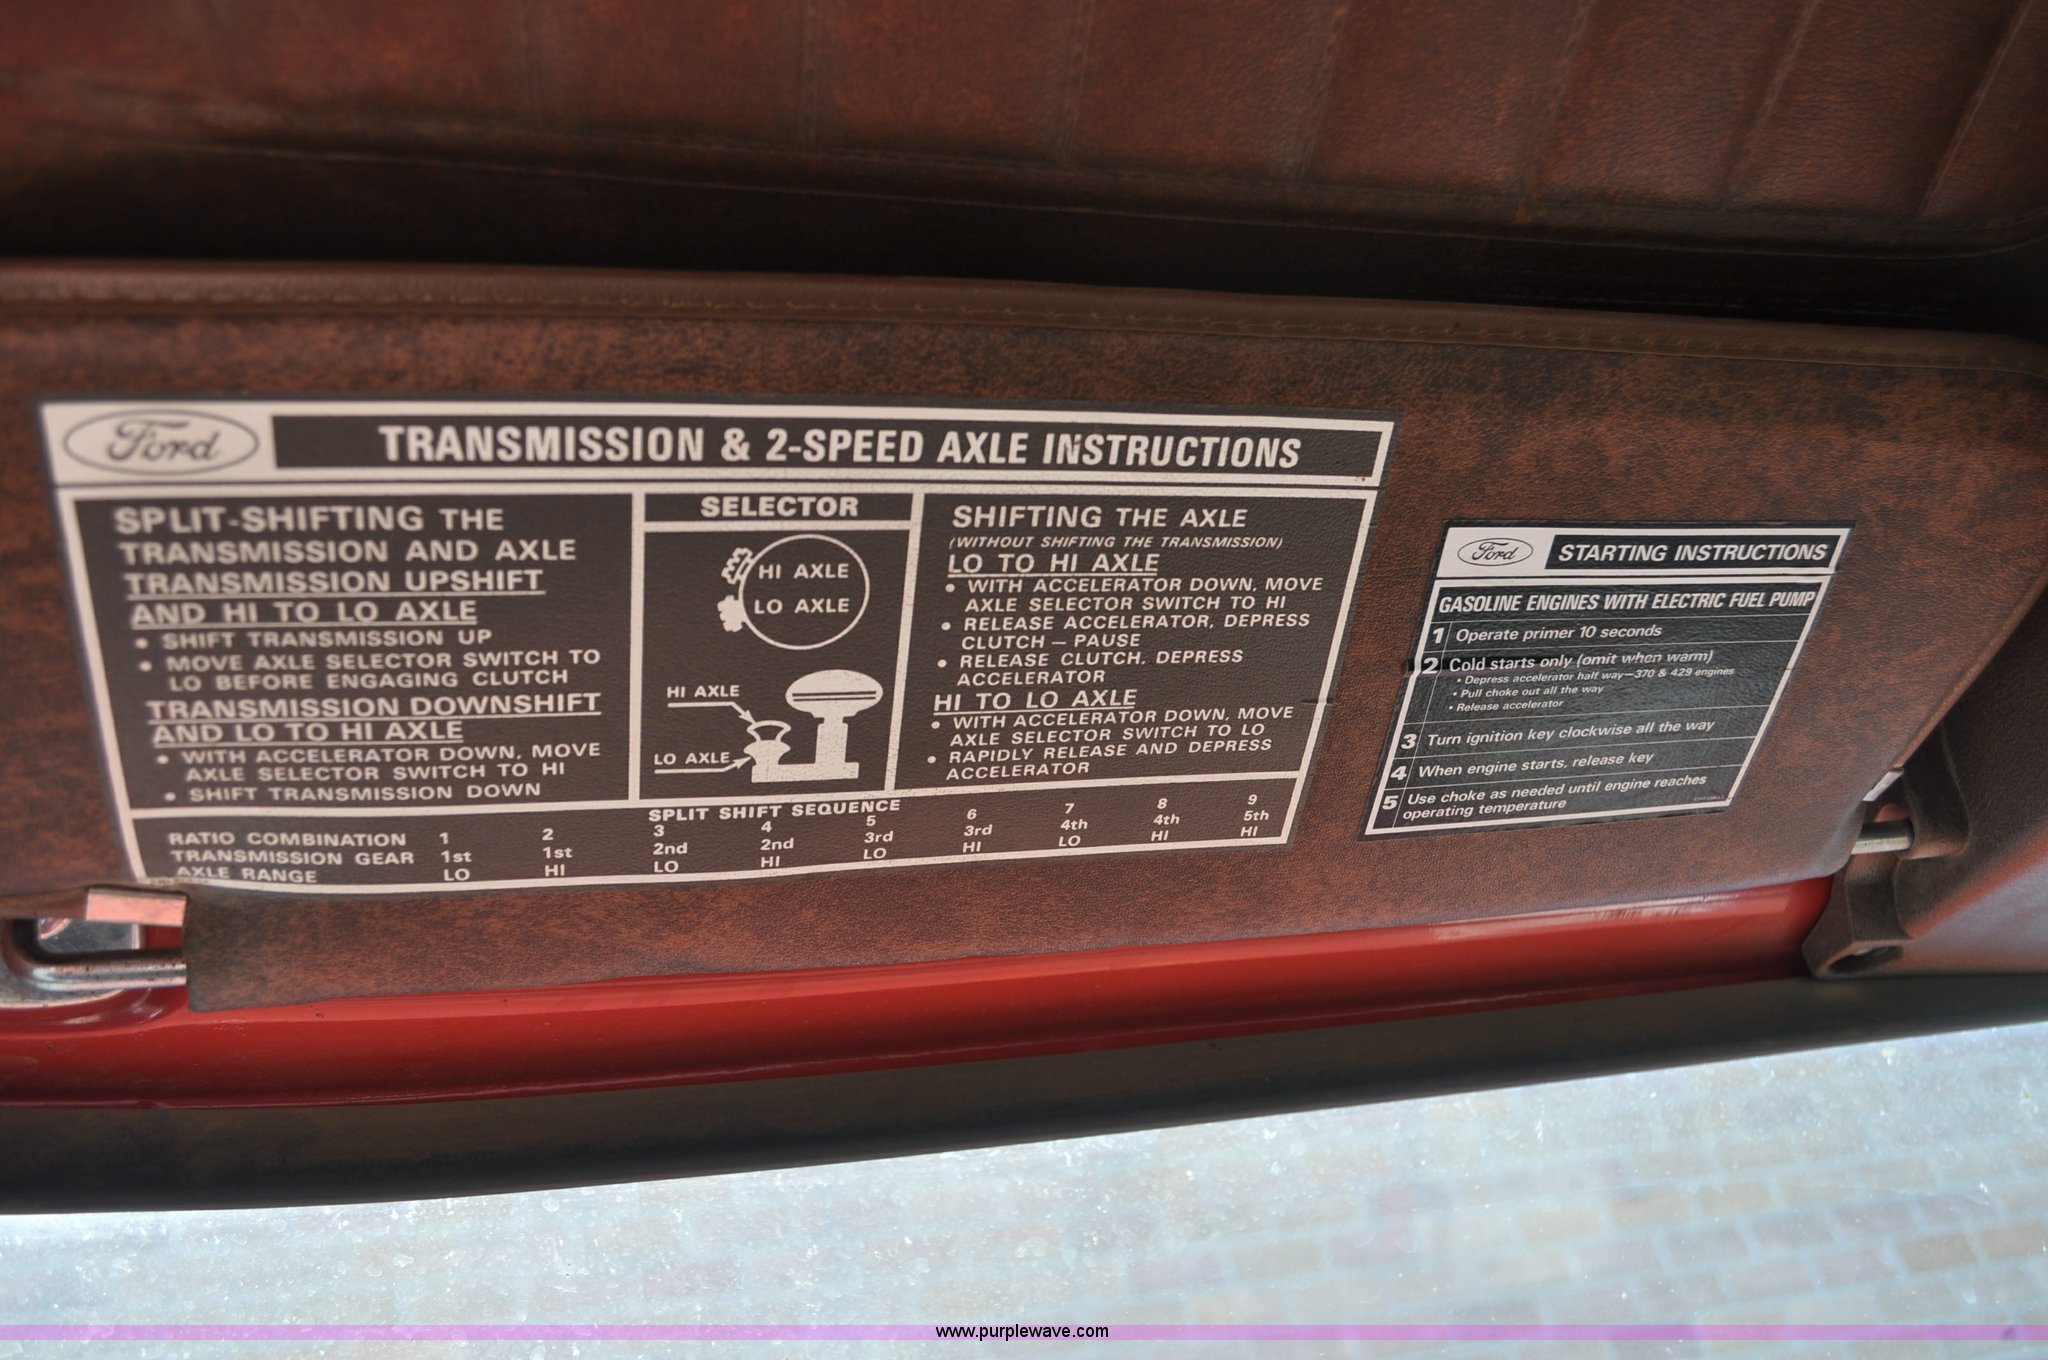 Ford
TRANSMISSION & 2-SPEED AXLE INSTRUCTIONS
SPLIT-SHIFTING THE
TRANSMISSION AND AXLE
TRANSMISSION UPSHIFT
AND HI TO LO AXLE
• SHIFT TRANSMISSION UP
• MOVE AXLE SELECTOR SWITCH TO
LO BEFORE ENGAGING CLUTCH
TRANSMISSION DOWNSHIFT
AND LO TO HI AXLE
• WITH ACCELERATOR DOWN, MOVE
AXLE SELECTOR SWITCH TO HI
• SHIFT TRANSMISSION DOWN
SELECTOR
HI AXLE
LO AXLE
HI AXLE
LO AXLE
SHIFTING THE AXLE
(WITHOUT SHIFTING THE TRANSMISSION)
LO TO HI AXLE
• WITH ACCELERATOR DOWN, MOVE
AXLE SELECTOR SWITCH TO HI
• RELEASE ACCELERATOR, DEPRESS
CLUTCH — PAUSE
• RELEASE CLUTCH, DEPRESS
ACCELERATOR
HI TO LO AXLE
• WITH ACCELERATOR DOWN, MOVE
AXLE SELECTOR SWITCH TO LO
• RAPIDLY RELEASE AND DEPRESS
ACCELERATOR
SPLIT SHIFT SEQUENCE
RATIO COMBINATION 1 2 3 4 5 6 7 8 9
TRANSMISSION GEAR 1st 1st 2nd 2nd 3rd 3rd 4th 4th 5th
AXLE RANGE LO HI LO HI LO HI LO HI HI
Ford
STARTING INSTRUCTIONS
GASOLINE ENGINES WITH ELECTRIC FUEL PUMP
1 Operate primer 10 seconds
2 Cold starts only (omit when warm)
• Depress accelerator half way—370 & 429 engines
• Pull choke out all the way
• Release accelerator
3 Turn ignition key clockwise all the way
4 When engine starts, release key
5 Use choke as needed until engine reaches
operating temperature
www.purplewave.com